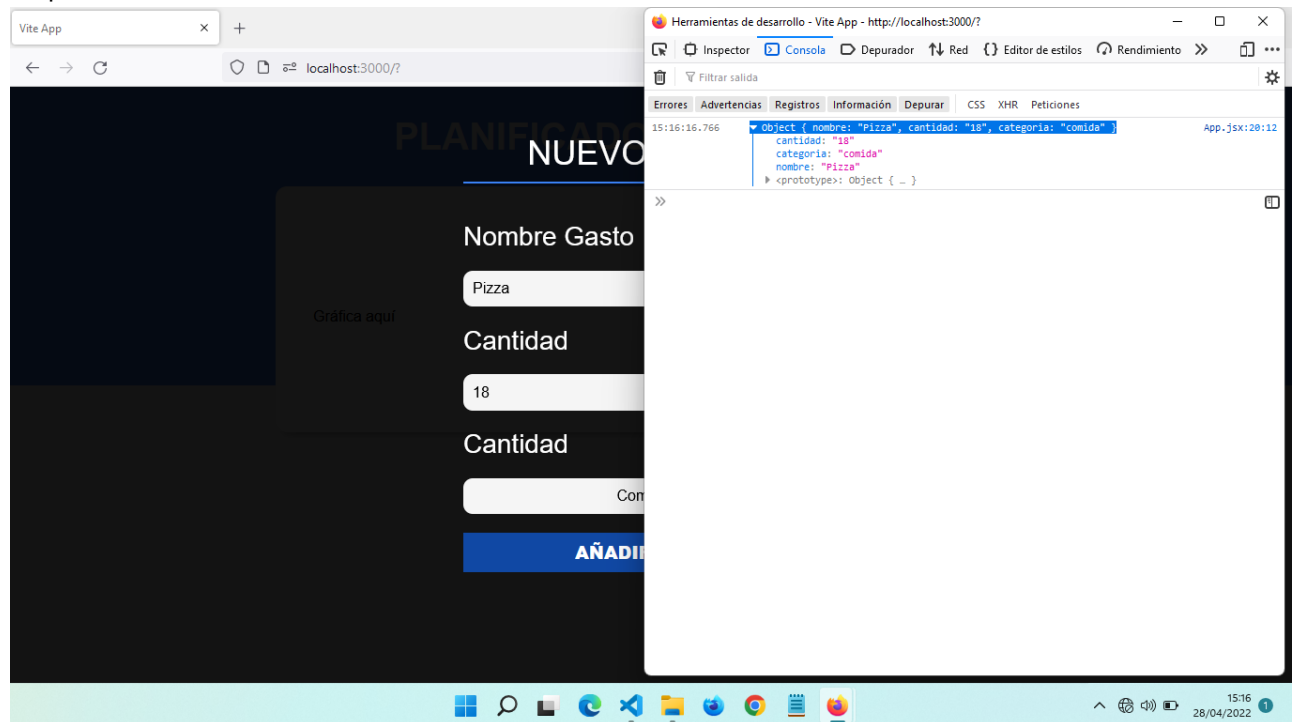 Vite App
localhost:3000/?
PLANIFICADO
NUEVO
Nombre Gasto
Pizza
Gráfica aquí
Cantidad
18
Cantidad
Com
AÑADIR
Herramientas de desarrollo - Vite App - http://localhost:3000/?
Inspector Consola Depurador Red Editor de estilos Rendimiento
Filtrar salida
Errores Advertencias Registros Información Depurar CSS XHR Peticiones
15:16:16.766 Object { nombre: "Pizza", cantidad: "18", categoria: "comida" } App.jsx:20:12
cantidad: "18"
categoria: "comida"
nombre: "Pizza"
<prototype>: Object { … }
15:16
28/04/2022
1